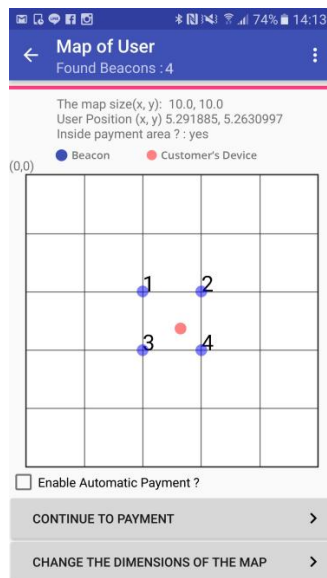 74% 14:13
Map of User
Found Beacons : 4
The map size(x, y): 10.0, 10.0
User Position (x, y) 5.291885, 5.2630997
Inside payment area ? : yes
Beacon Customer's Device
(0,0)
1 2
3 4
Enable Automatic Payment ?
CONTINUE TO PAYMENT
CHANGE THE DIMENSIONS OF THE MAP